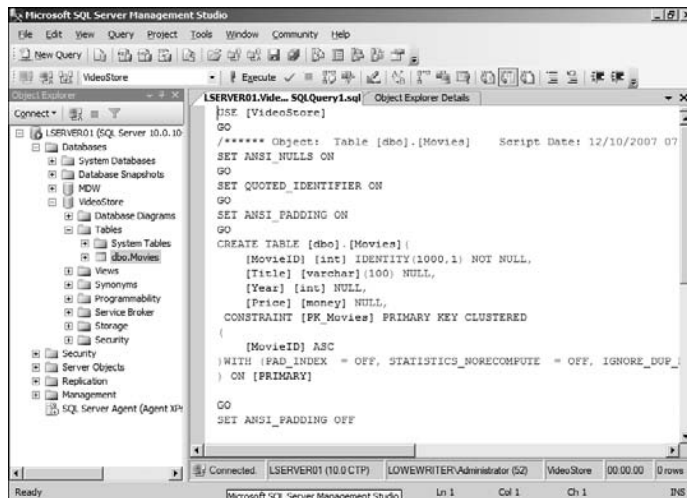 Microsoft SQL Server Management Studio
File Edit View Query Project Tools Window Community Help
New Query
VideoStore
Execute
Object Explorer
LSERVER01.Vide... SQLQuery1.sql
Object Explorer Details
Connect
LSERVER01 (SQL Server 10.0.10
Databases
System Databases
Database Snapshots
MDW
VideoStore
Database Diagrams
Tables
System Tables
dbo.Movies
Views
Synonyms
Programmability
Service Broker
Storage
Security
Security
Server Objects
Replication
Management
SQL Server Agent (Agent XPs
USE [VideoStore]
GO
/****** Object: Table [dbo].[Movies] Script Date: 12/10/2007 07
SET ANSI_NULLS ON
GO
SET QUOTED_IDENTIFIER ON
GO
SET ANSI_PADDING ON
GO
CREATE TABLE [dbo].[Movies](
[MovieID] [int] IDENTITY(1000,1) NOT NULL,
[Title] [varchar](100) NULL,
[Year] [int] NULL,
[Price] [money] NULL,
CONSTRAINT [PK_Movies] PRIMARY KEY CLUSTERED
(
[MovieID] ASC
)WITH (PAD_INDEX = OFF, STATISTICS_NORECOMPUTE = OFF, IGNORE_DUP_
) ON [PRIMARY]
GO
SET ANSI_PADDING OFF
Connected. LSERVER01 (10.0 CTP) LOWEWRITER\Administrator (52) VideoStore 00:00:00 0 rows
Ready Microsoft SQL Server Management Studio Ln 1 Col 1 Ch 1 INS